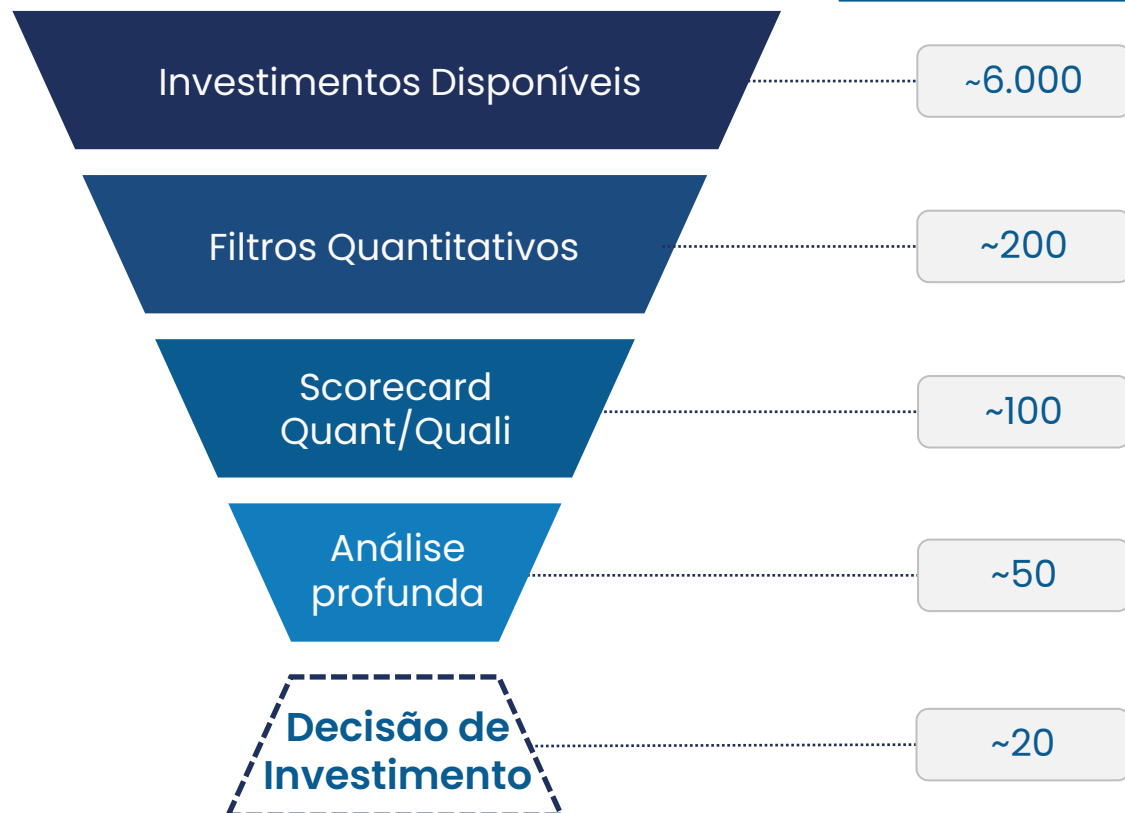 Investimentos Disponíveis
~6.000
Filtros Quantitativos
~200
Scorecard
Quant/Quali
~100
Análise
profunda
~50
Decisão de
Investimento
~20